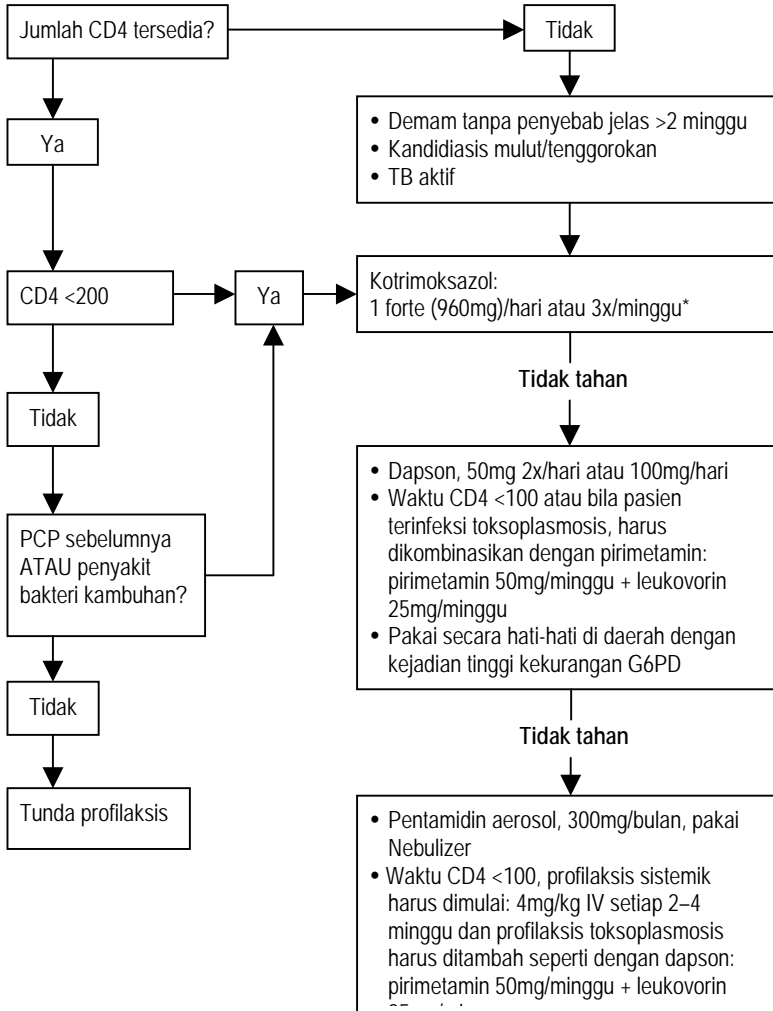 Jumlah CD4 tersedia?
Tidak
Ya
• Demam tanpa penyebab jelas >2 minggu
• Kandidiasis mulut/tenggorokan
• TB aktif
CD4 <200
Ya
Kotrimoksazol:
1 forte (960mg)/hari atau 3x/minggu*
Tidak
Tidak tahan
PCP sebelumnya
ATAU penyakit
bakteri kambuhan?
• Dapson, 50mg 2x/hari atau 100mg/hari
• Waktu CD4 <100 atau bila pasien
terinfeksi toksoplasmosis, harus
dikombinasikan dengan pirimetamin:
pirimetamin 50mg/minggu + leukovorin
25mg/minggu
• Pakai secara hati-hati di daerah dengan
kejadian tinggi kekurangan G6PD
Tidak
Tidak tahan
Tunda profilaksis
• Pentamidin aerosol, 300mg/bulan, pakai
Nebulizer
• Waktu CD4 <100, profilaksis sistemik
harus dimulai: 4mg/kg IV setiap 2–4
minggu dan profilaksis toksoplasmosis
harus ditambah seperti dengan dapson:
pirimetamin 50mg/minggu + leukovorin